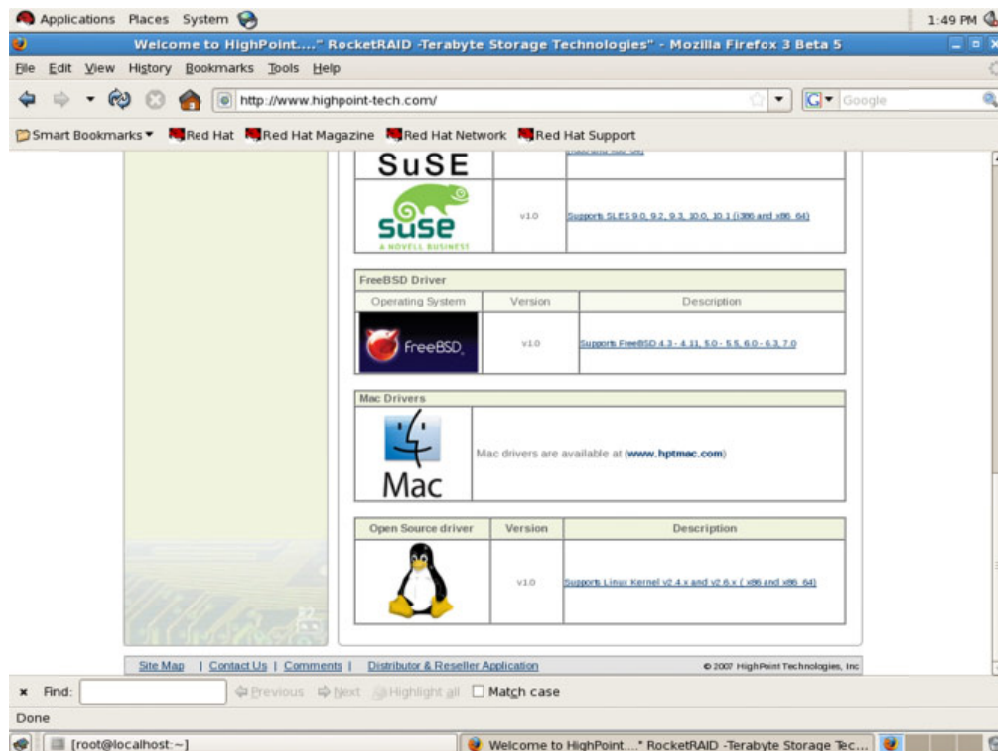 Applications Places System 1:49 PM
Welcome to HighPoint...." RocketRAID -Terabyte Storage Technologies" - Mozilla Firefox 3 Beta 5
File Edit View History Bookmarks Tools Help
http://www.highpoint-tech.com/ G Google
Smart Bookmarks Red Hat Red Hat Magazine Red Hat Network Red Hat Support
SuSE
SUSE
A NOVELL BUSINESS
v1.0
Supports SLES 9.0, 9.2, 9.3, 10.0, 10.1 (i386 and x86_64)
FreeBSD Driver
Operating System Version Description
FreeBSD v1.0 Supports FreeBSD 4.3 - 4.11, 5.0 - 5.5, 6.0 - 6.3, 7.0
Mac Drivers
Mac
Mac drivers are available at (www.hptmac.com)
Open Source driver Version Description
v1.0 Supports Linux Kernel v2.4.x and v2.6.x ( x86 and x86_64)
Site Map | Contact Us | Comments | Distributor & Reseller Application © 2007 HighPoint Technologies, Inc
Find: Previous Next Highlight all Match case
Done
[root@localhost:~] Welcome to HighPoint...." RocketRAID -Terabyte Storage Tec...